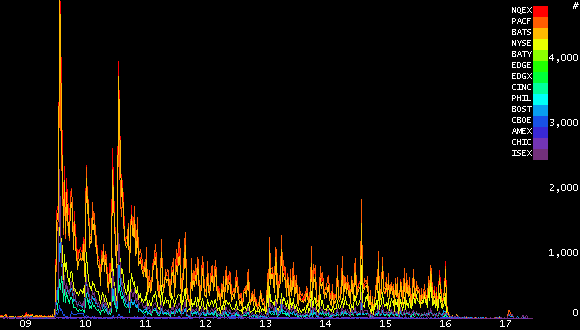 #
NQEX
PACF
BATS
NYSE
BATY
EDGE
EDGX
CINC
PHIL
BOST
CBOE
AMEX
CHIC
ISEX
4,000
3,000
2,000
1,000
0
09 10 11 12 13 14 15 16 17